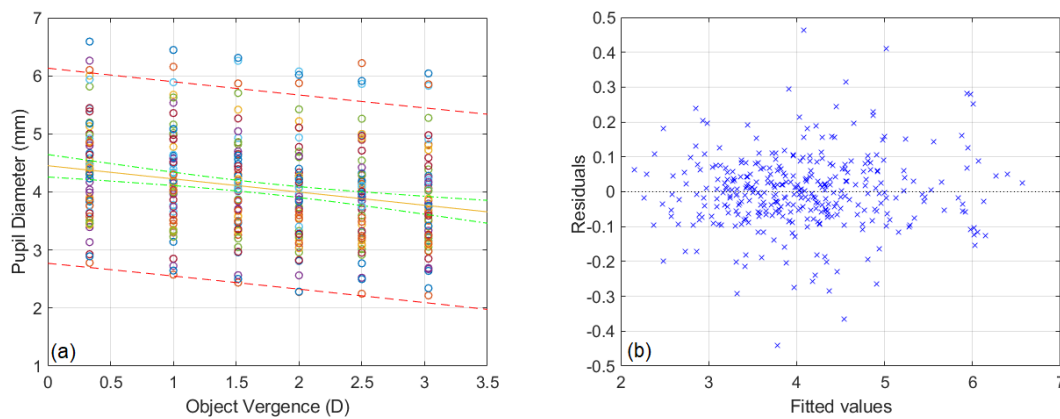 7
6
5
4
3
2
1
Pupil Diameter (mm)
(a)
0 0.5 1 1.5 2 2.5 3 3.5
Object Vergence (D)
0.5
0.4
0.3
0.2
0.1
0
-0.1
-0.2
-0.3
-0.4
-0.5
Residuals
(b)
2 3 4 5 6 7
Fitted values